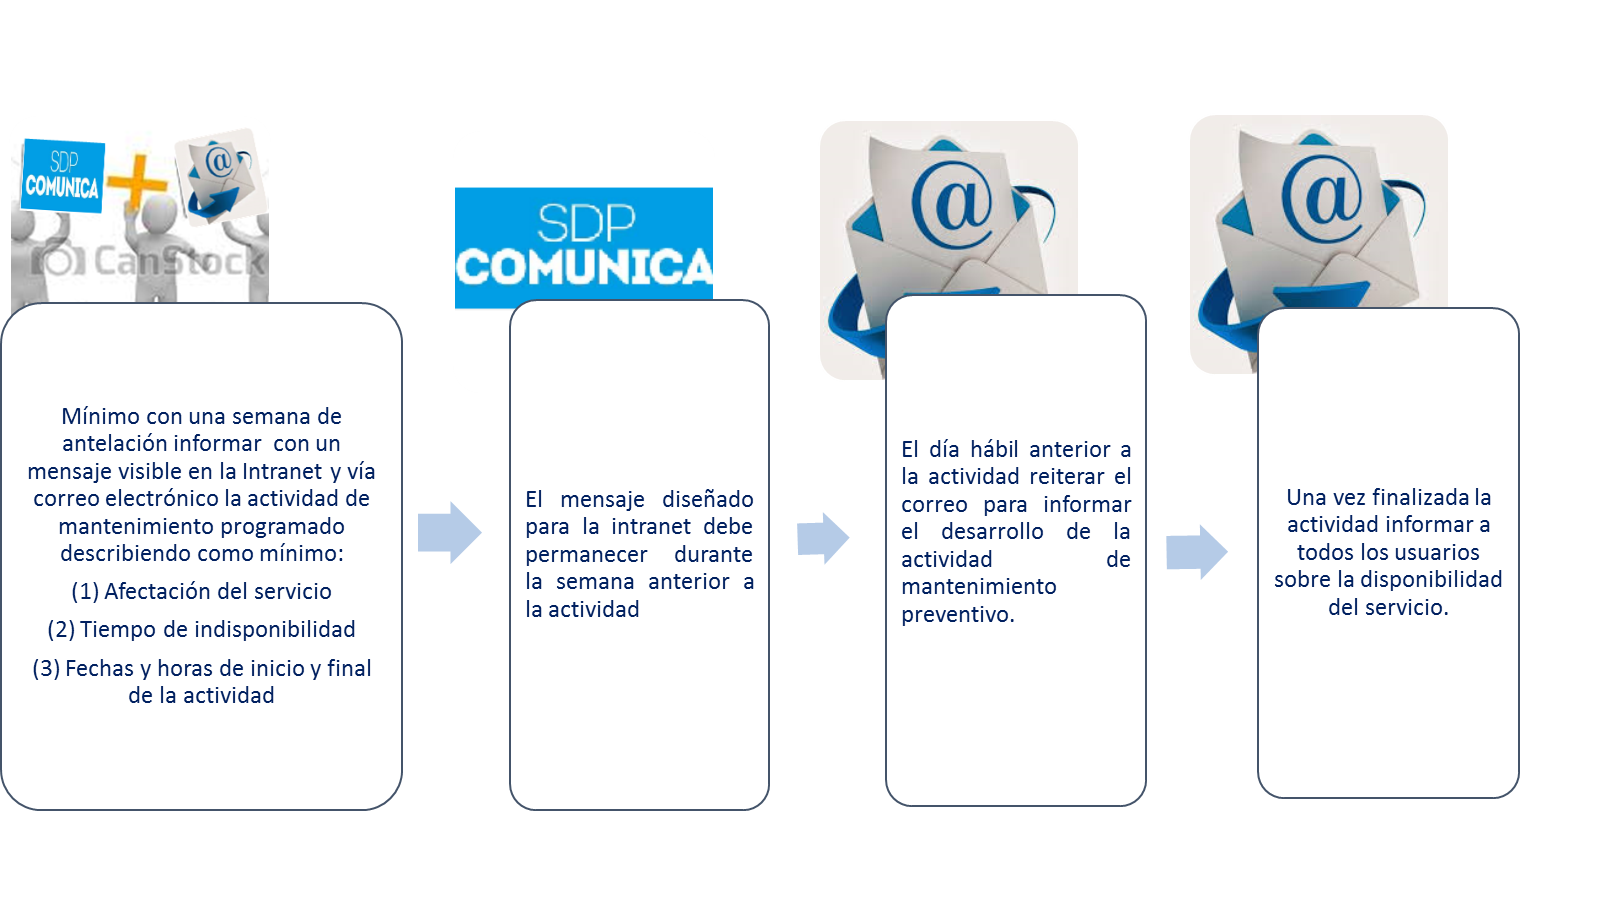 SDP
COMUNICA
@
CanStock
Mínimo con una semana de
antelación informar  con un
mensaje visible en la Intranet y vía
correo electrónico la actividad de
mantenimiento programado
describiendo como mínimo:
(1) Afectación del servicio
(2) Tiempo de indisponibilidad
(3) Fechas y horas de inicio y final
de la actividad
SDP
COMUNICA
El mensaje diseñado
para la intranet debe
permanecer durante
la semana anterior a
la actividad
@
El día hábil anterior a
la actividad reiterar el
correo para informar
el desarrollo de la
actividad de
mantenimiento
preventivo.
@
Una vez finalizada la
actividad informar a
todos los usuarios
sobre la disponibilidad
del servicio.